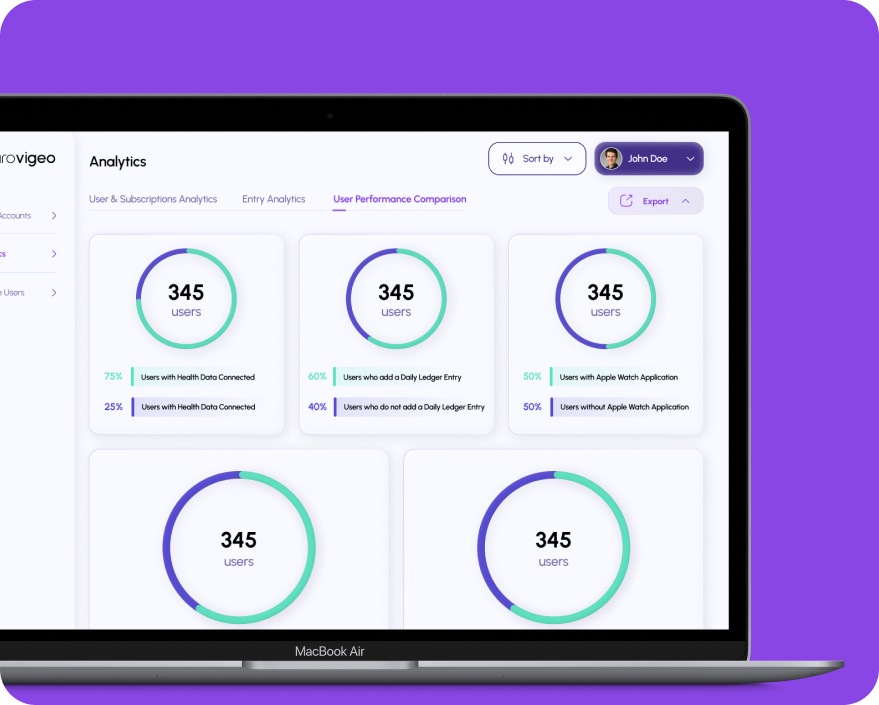 rovigeo
Analytics
Sort by
John Doe
User & Subscriptions Analytics
Entry Analytics
User Performance Comparison
Export
Accounts
cs
e Users
345
users
75%
Users with Health Data Connected
25%
Users with Health Data Connected
345
users
60%
Users who add a Daily Ledger Entry
40%
Users who do not add a Daily Ledger Entry
345
users
50%
Users with Apple Watch Application
50%
Users without Apple Watch Application
345
users
345
users
MacBook Air